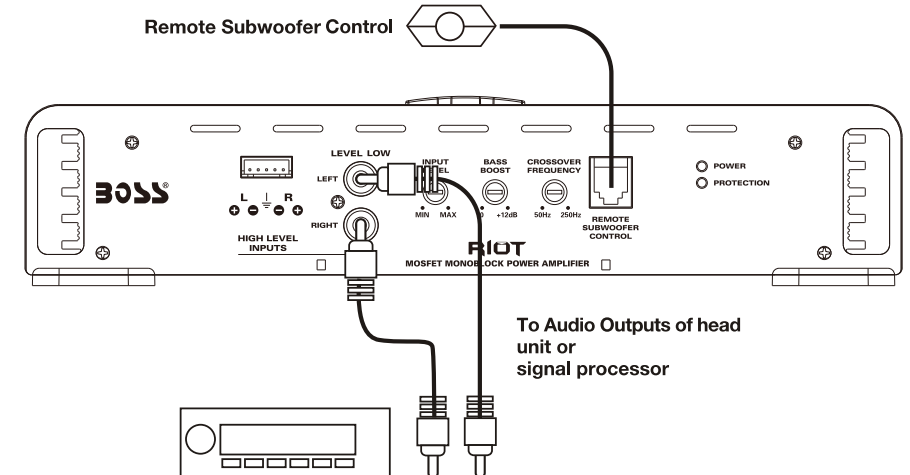 Remote Subwoofer Control
BOSS®
L R
HIGH LEVEL
INPUTS
LEVEL LOW
LEFT
RIGHT
INPUT
MIN MAX
BASS
BOOST
+12dB
CROSSOVER
FREQUENCY
50Hz 250Hz
REMOTE
SUBWOOFER
CONTROL
POWER
PROTECTION
RIOT
MOSFET MONOBLOCK POWER AMPLIFIER
To Audio Outputs of head
unit or
signal processor